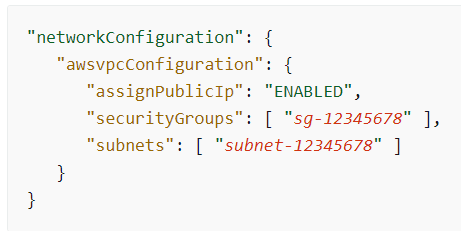 "networkConfiguration": {
   "awsvpcConfiguration": {
      "assignPublicIp": "ENABLED",
      "securityGroups": [ "sg-12345678" ],
      "subnets": [ "subnet-12345678" ]
   }
}